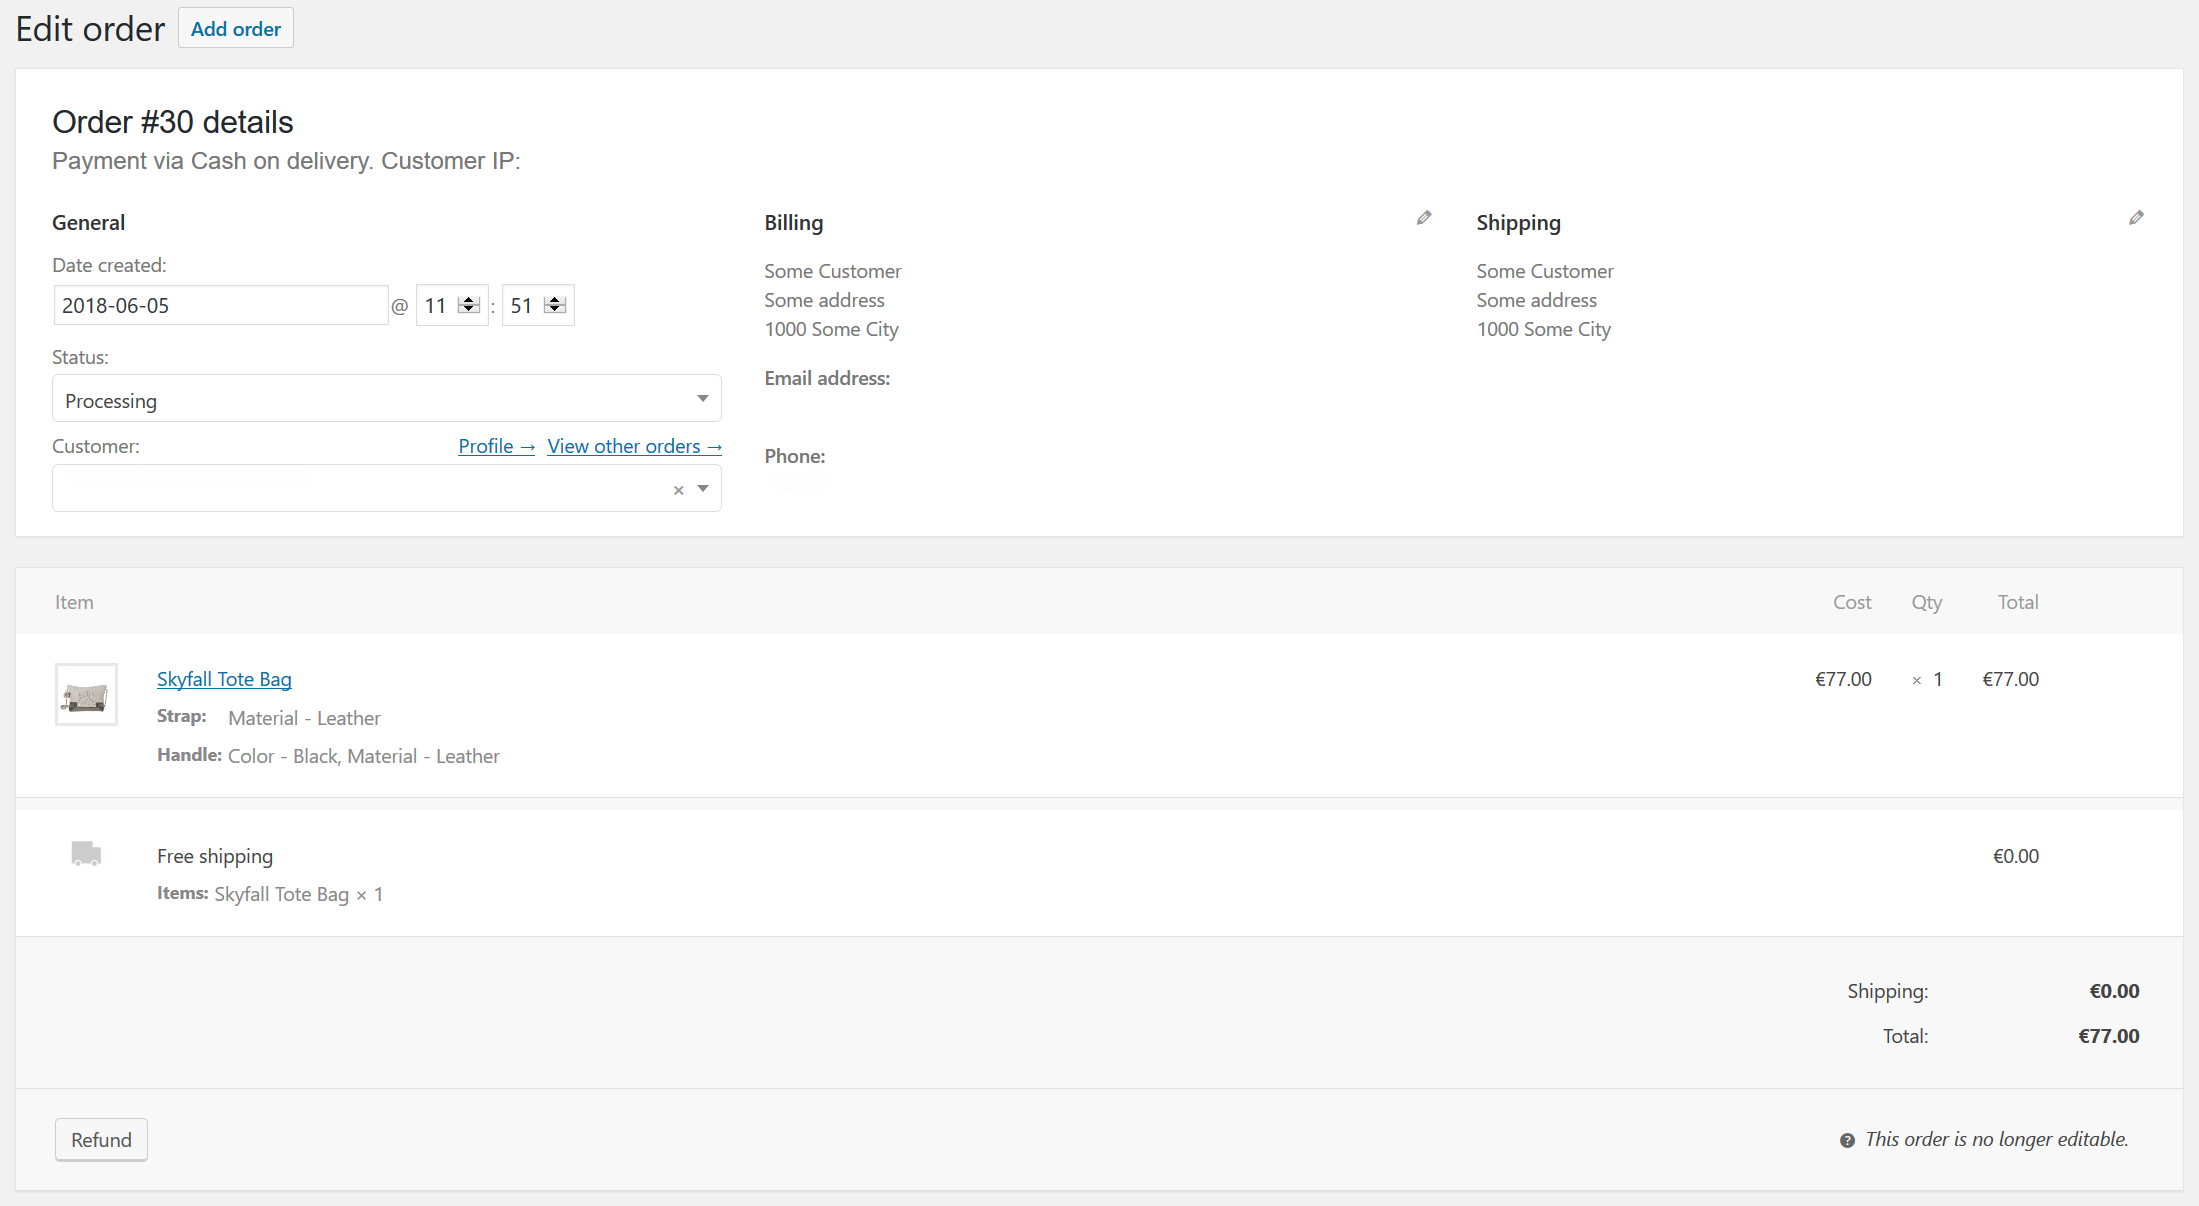 Edit order Add order
Order #30 details
Payment via Cash on delivery. Customer IP:
General
Date created:
2018-06-05 @ 11 : 51
Status:
Processing
Customer: Profile → View other orders →
×
Billing
Some Customer
Some address
1000 Some City
Email address:
Phone:
Shipping
Some Customer
Some address
1000 Some City
Item Cost Qty Total
Skyfall Tote Bag €77.00 × 1 €77.00
Strap: Material - Leather
Handle: Color - Black, Material - Leather
Free shipping €0.00
Items: Skyfall Tote Bag × 1
Shipping: €0.00
Total: €77.00
Refund ? This order is no longer editable.